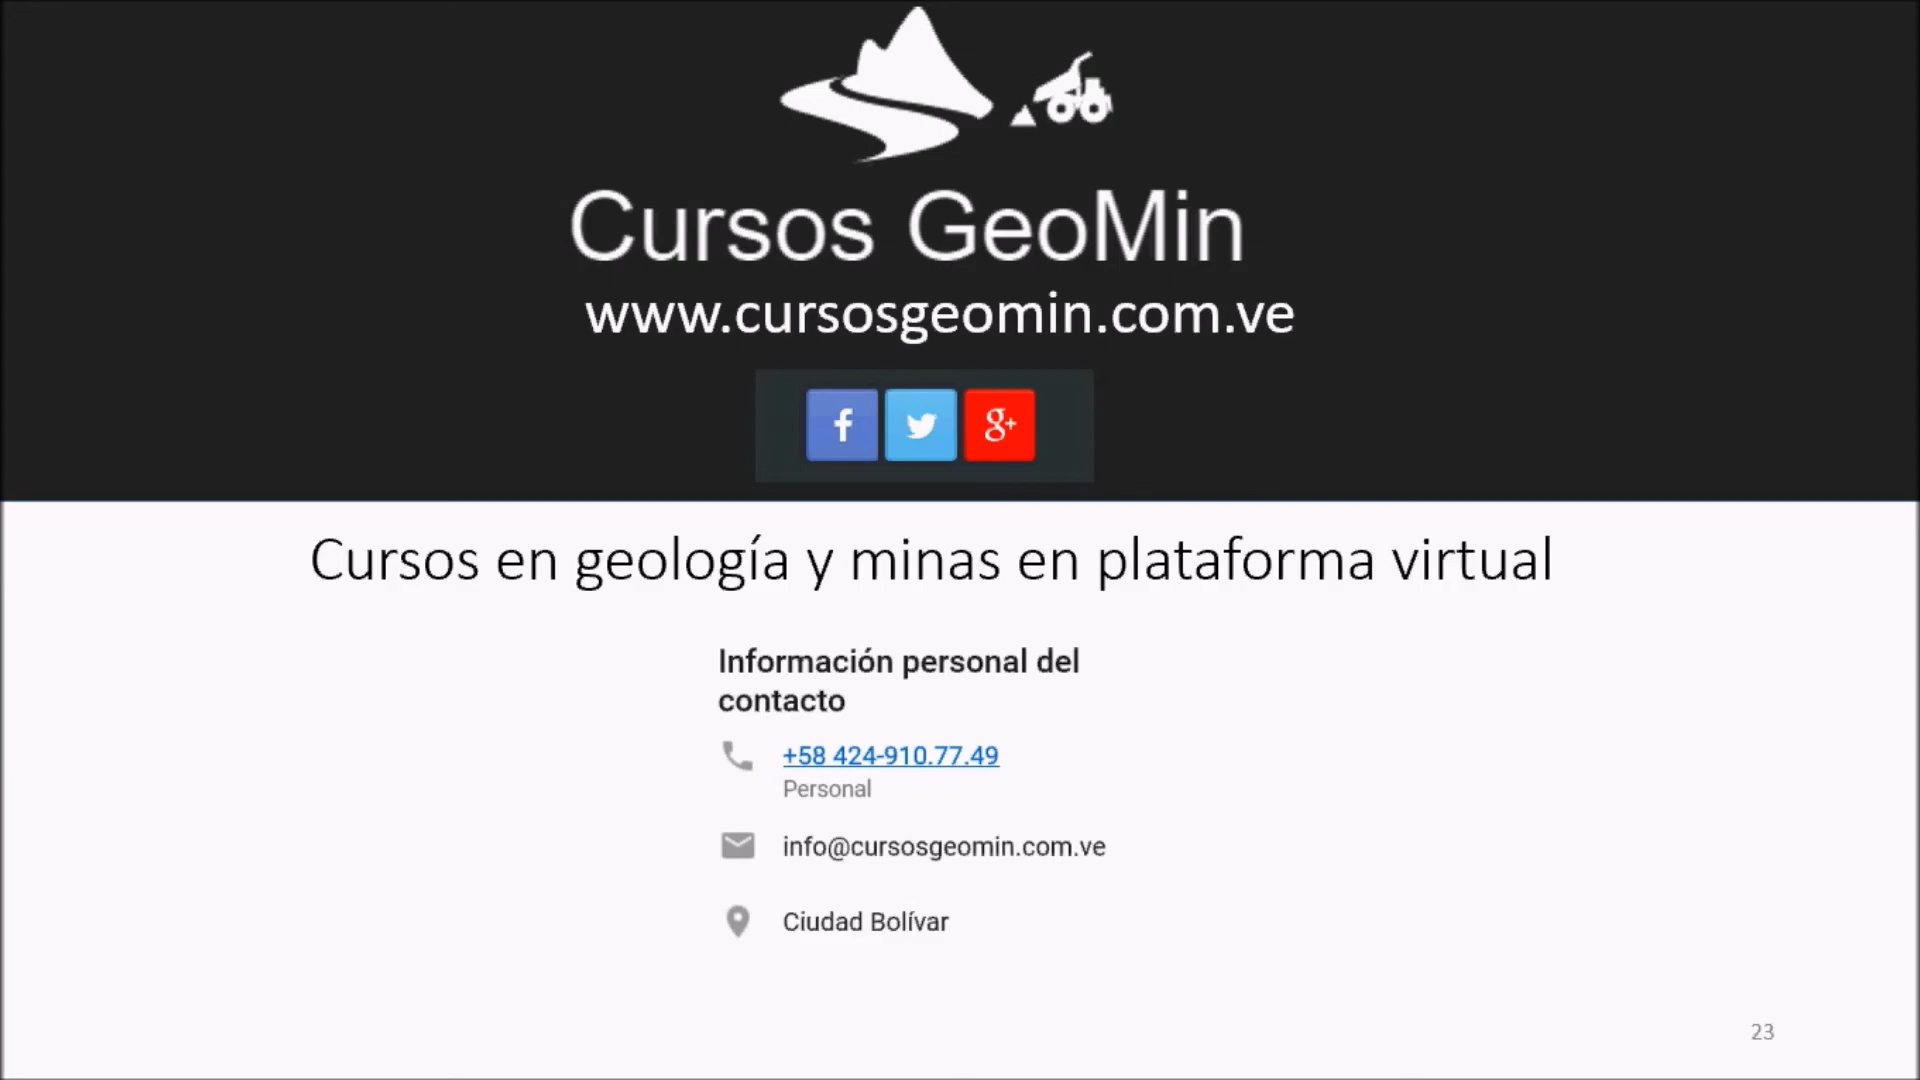 Cursos GeoMin
www.cursosgeomin.com.ve
f
g+
Cursos en geología y minas en plataforma virtual
Información personal del
contacto
+58 424-910.77.49
Personal
info@cursosgeomin.com.ve
Ciudad Bolívar
23